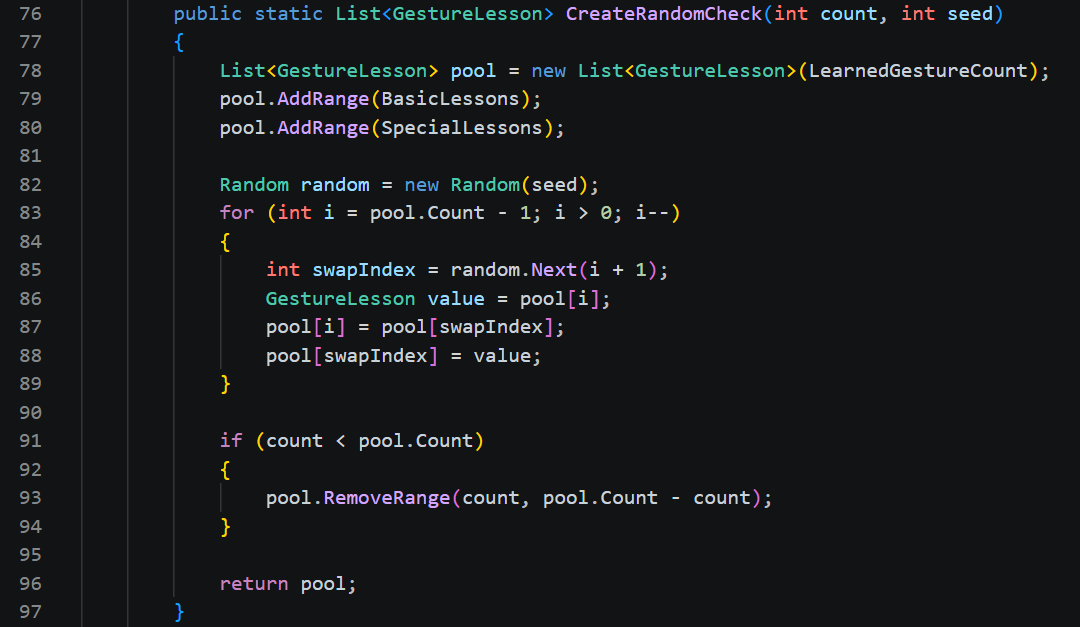 76 public static List<GestureLesson> CreateRandomCheck(int count, int seed)
77 {
78 List<GestureLesson> pool = new List<GestureLesson>(LearnedGestureCount);
79 pool.AddRange(BasicLessons);
80 pool.AddRange(SpecialLessons);
81
82 Random random = new Random(seed);
83 for (int i = pool.Count - 1; i > 0; i--)
84 {
85 int swapIndex = random.Next(i + 1);
86 GestureLesson value = pool[i];
87 pool[i] = pool[swapIndex];
88 pool[swapIndex] = value;
89 }
90
91 if (count < pool.Count)
92 {
93 pool.RemoveRange(count, pool.Count - count);
94 }
95
96 return pool;
97 }